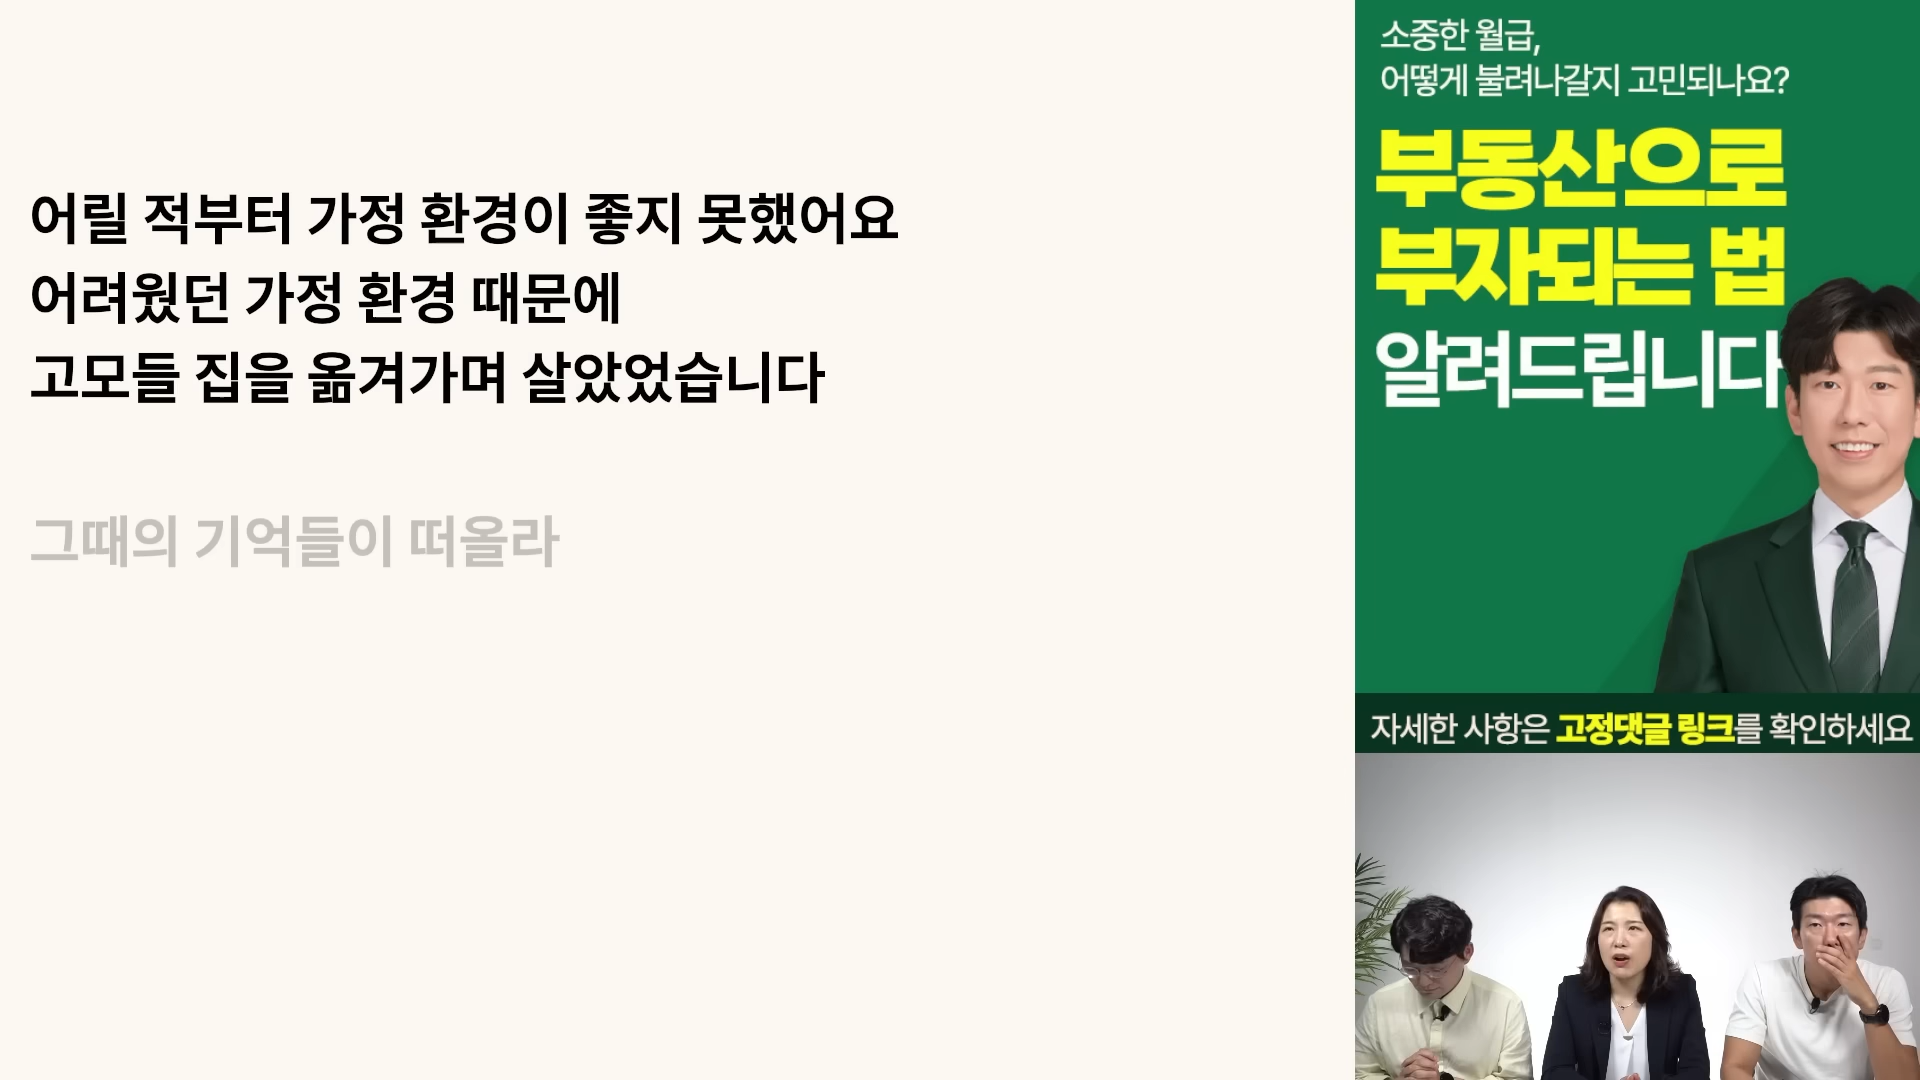 어릴 적부터 가정 환경이 좋지 못했어요
어려웠던 가정 환경 때문에
고모들 집을 옮겨가며 살았었습니다
그때의 기억들이 떠올라
소중한 월급,
어떻게 불려나갈지 고민되나요?
부동산으로
부자되는 법
알려드립니다
자세한 사항은 고정댓글 링크를 확인하세요